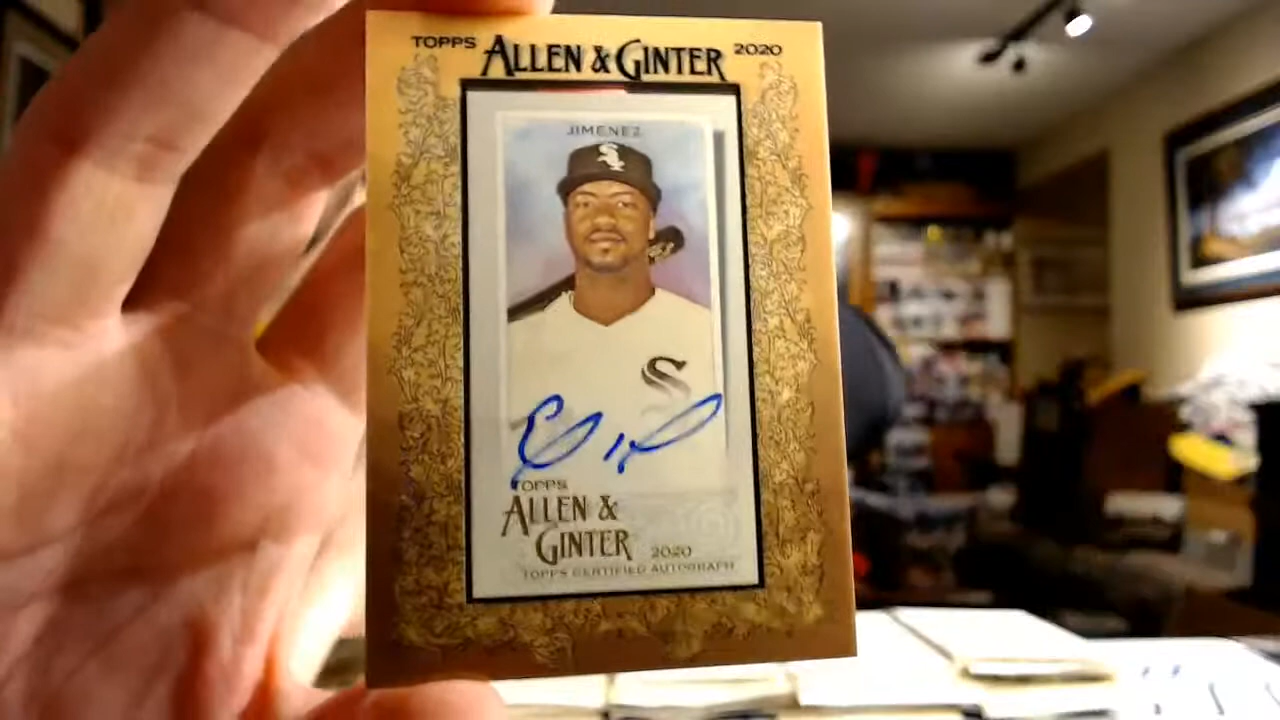 TOPPS ALLEN & GINTER 2020
JIMENEZ
TOPPS
ALLEN &
GINTER 2020
TOPPS CERTIFIED AUTOGRAPH